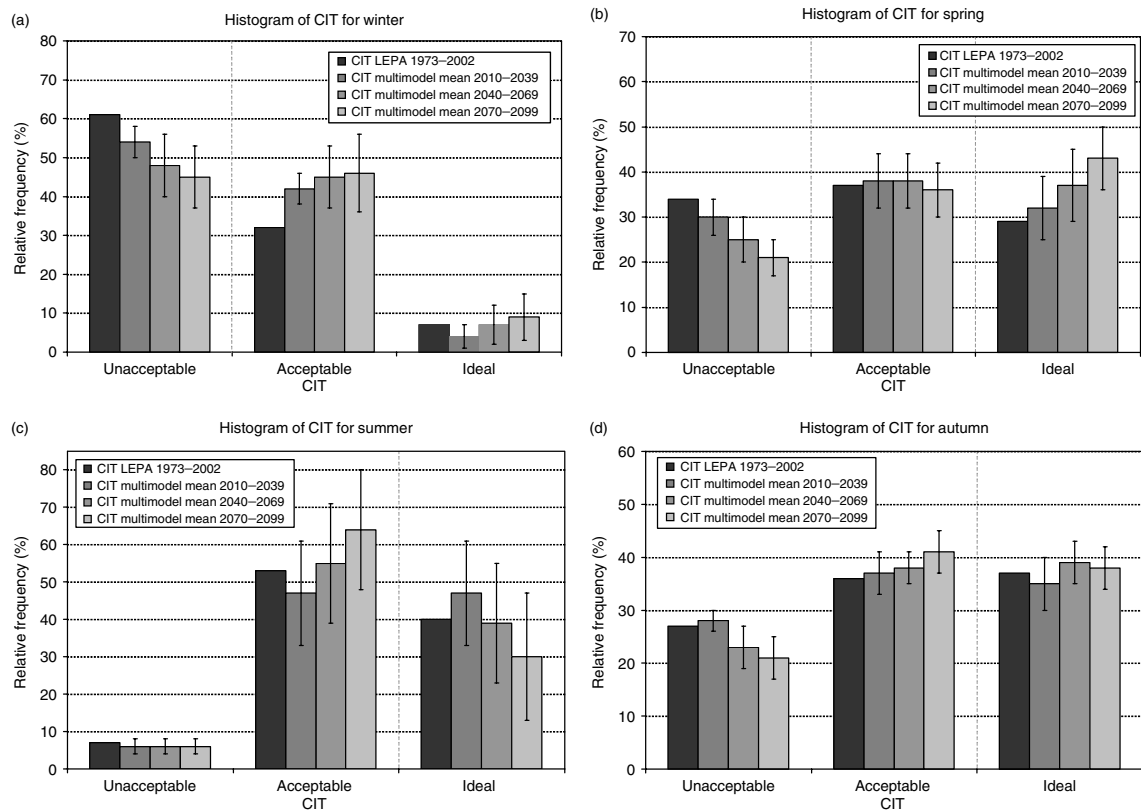 (a)
Histogram of CIT for winter
Relative frequency (%)
80
70
60
50
40
30
20
10
0
CIT LEPA 1973–2002
CIT multimodel mean 2010–2039
CIT multimodel mean 2040–2069
CIT multimodel mean 2070–2099
Unacceptable
Acceptable
Ideal
CIT
(b)
Histogram of CIT for spring
Relative frequency (%)
70
60
50
40
30
20
10
0
CIT LEPA 1973–2002
CIT multimodel mean 2010–2039
CIT multimodel mean 2040–2069
CIT multimodel mean 2070–2099
Unacceptable
Acceptable
Ideal
CIT
(c)
Histogram of CIT for summer
Relative frequency (%)
80
70
60
50
40
30
20
10
0
CIT LEPA 1973–2002
CIT multimodel mean 2010–2039
CIT multimodel mean 2040–2069
CIT multimodel mean 2070–2099
Unacceptable
Acceptable
Ideal
CIT
(d)
Histogram of CIT for autumn
Relative frequency (%)
60
50
40
30
20
10
0
CIT LEPA 1973–2002
CIT multimodel mean 2010–2039
CIT multimodel mean 2040–2069
CIT multimodel mean 2070–2099
Unacceptable
Acceptable
Ideal
CIT